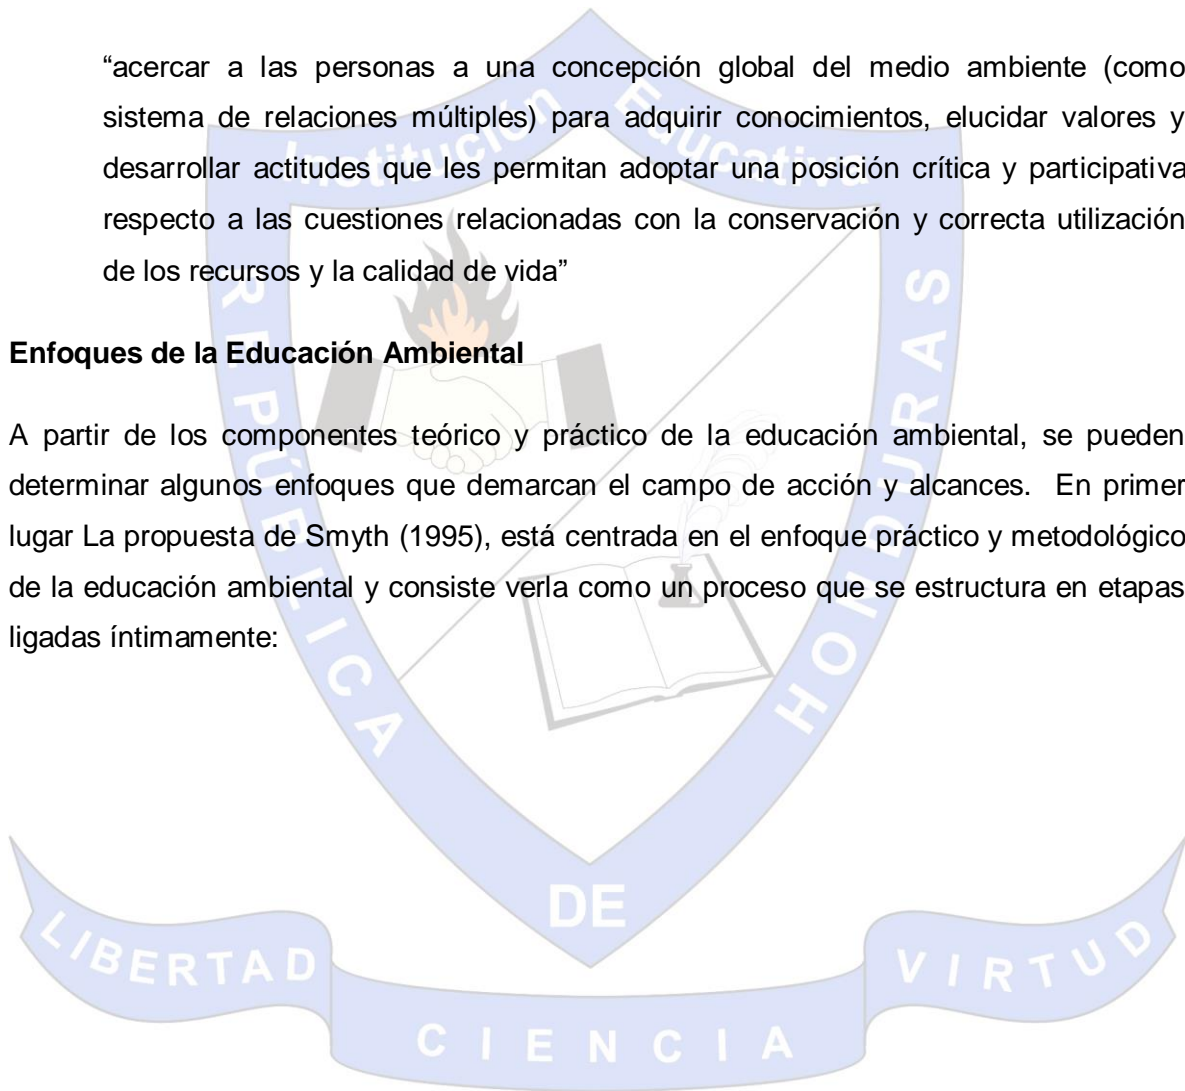 “acercar a las personas a una concepción global del medio ambiente (como
sistema de relaciones múltiples) para adquirir conocimientos, elucidar valores y
desarrollar actitudes que les permitan adoptar una posición crítica y participativa
respecto a las cuestiones relacionadas con la conservación y correcta utilización
de los recursos y la calidad de vida”
Enfoques de la Educación Ambiental
A partir de los componentes teórico y práctico de la educación ambiental, se pueden
determinar algunos enfoques que demarcan el campo de acción y alcances. En primer
lugar La propuesta de Smyth (1995), está centrada en el enfoque práctico y metodológico
de la educación ambiental y consiste verla como un proceso que se estructura en etapas
ligadas íntimamente:
Institución Educativa
REPÚBLICA
DE
HONDURAS
LIBERTAD
CIENCIA
VIRTUD